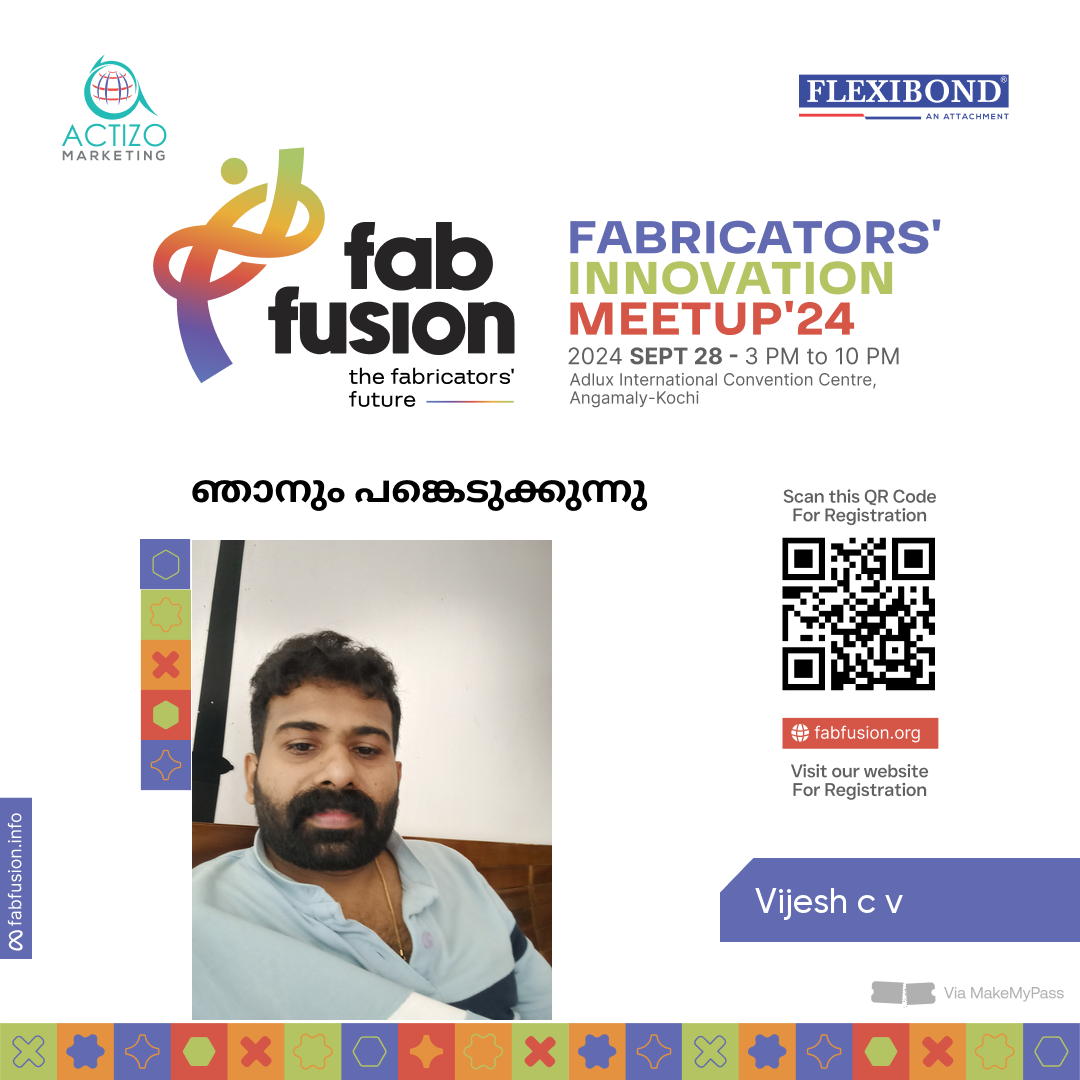 ACTIZO
MARKETING
FLEXIBOND®
AN ATTACHMENT
fab
fusion
the fabricators'
future
FABRICATORS'
INNOVATION
MEETUP'24
2024 SEPT 28 - 3 PM to 10 PM
Adlux International Convention Centre,
Angamaly-Kochi
ഞാനും പങ്കെടുക്കുന്നു
Scan this QR Code
For Registration
fabfusion.org
Visit our website
For Registration
fabfusion.info
Vijesh c v
Via MakeMyPass